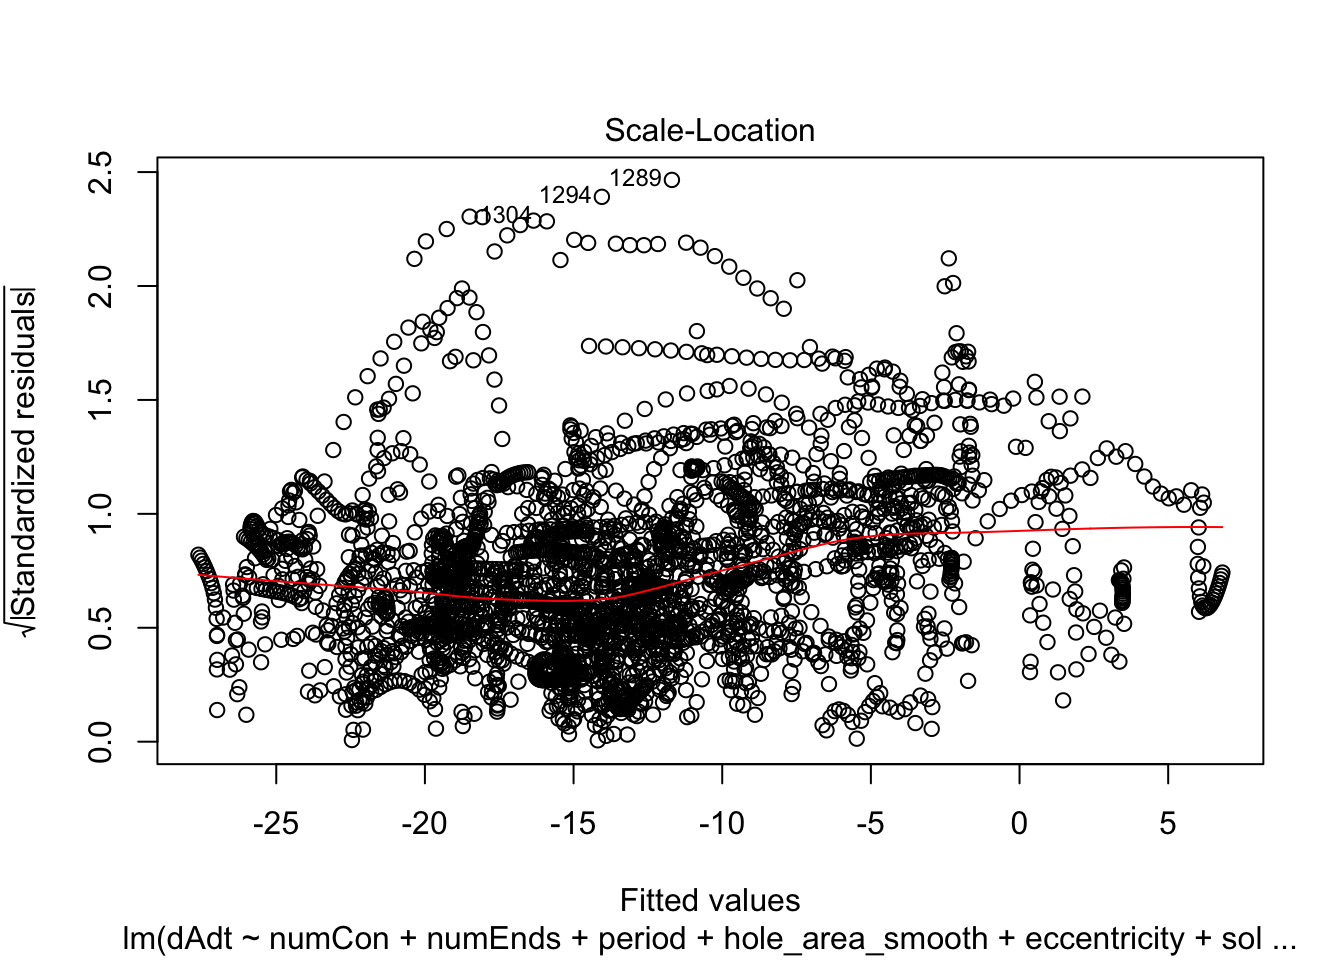 Scale-Location
2.5
2.0
1.5
1.0
0.5
0.0
√|Standardized residuals|
1289
1294
1304
-25 -20 -15 -10 -5 0 5
Fitted values
lm(dAdt ~ numCon + numEnds + period + hole_area_smooth + eccentricity + sol ...